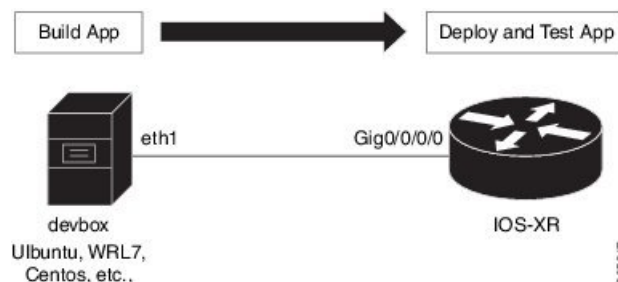 Build App
Deploy and Test App
eth1
Gig0/0/0/0
devbox
IOS-XR
Ulbuntu, WRL7,
Centos, etc.,